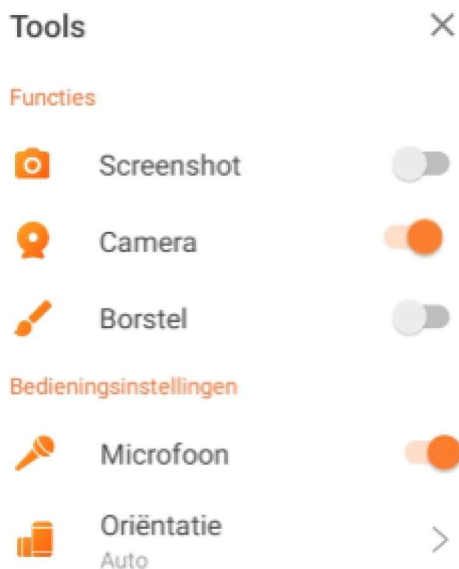 Tools
Functies
Screenshot
Camera
Borstel
Bedieningsinstellingen
Microfoon
Oriëntatie
Auto